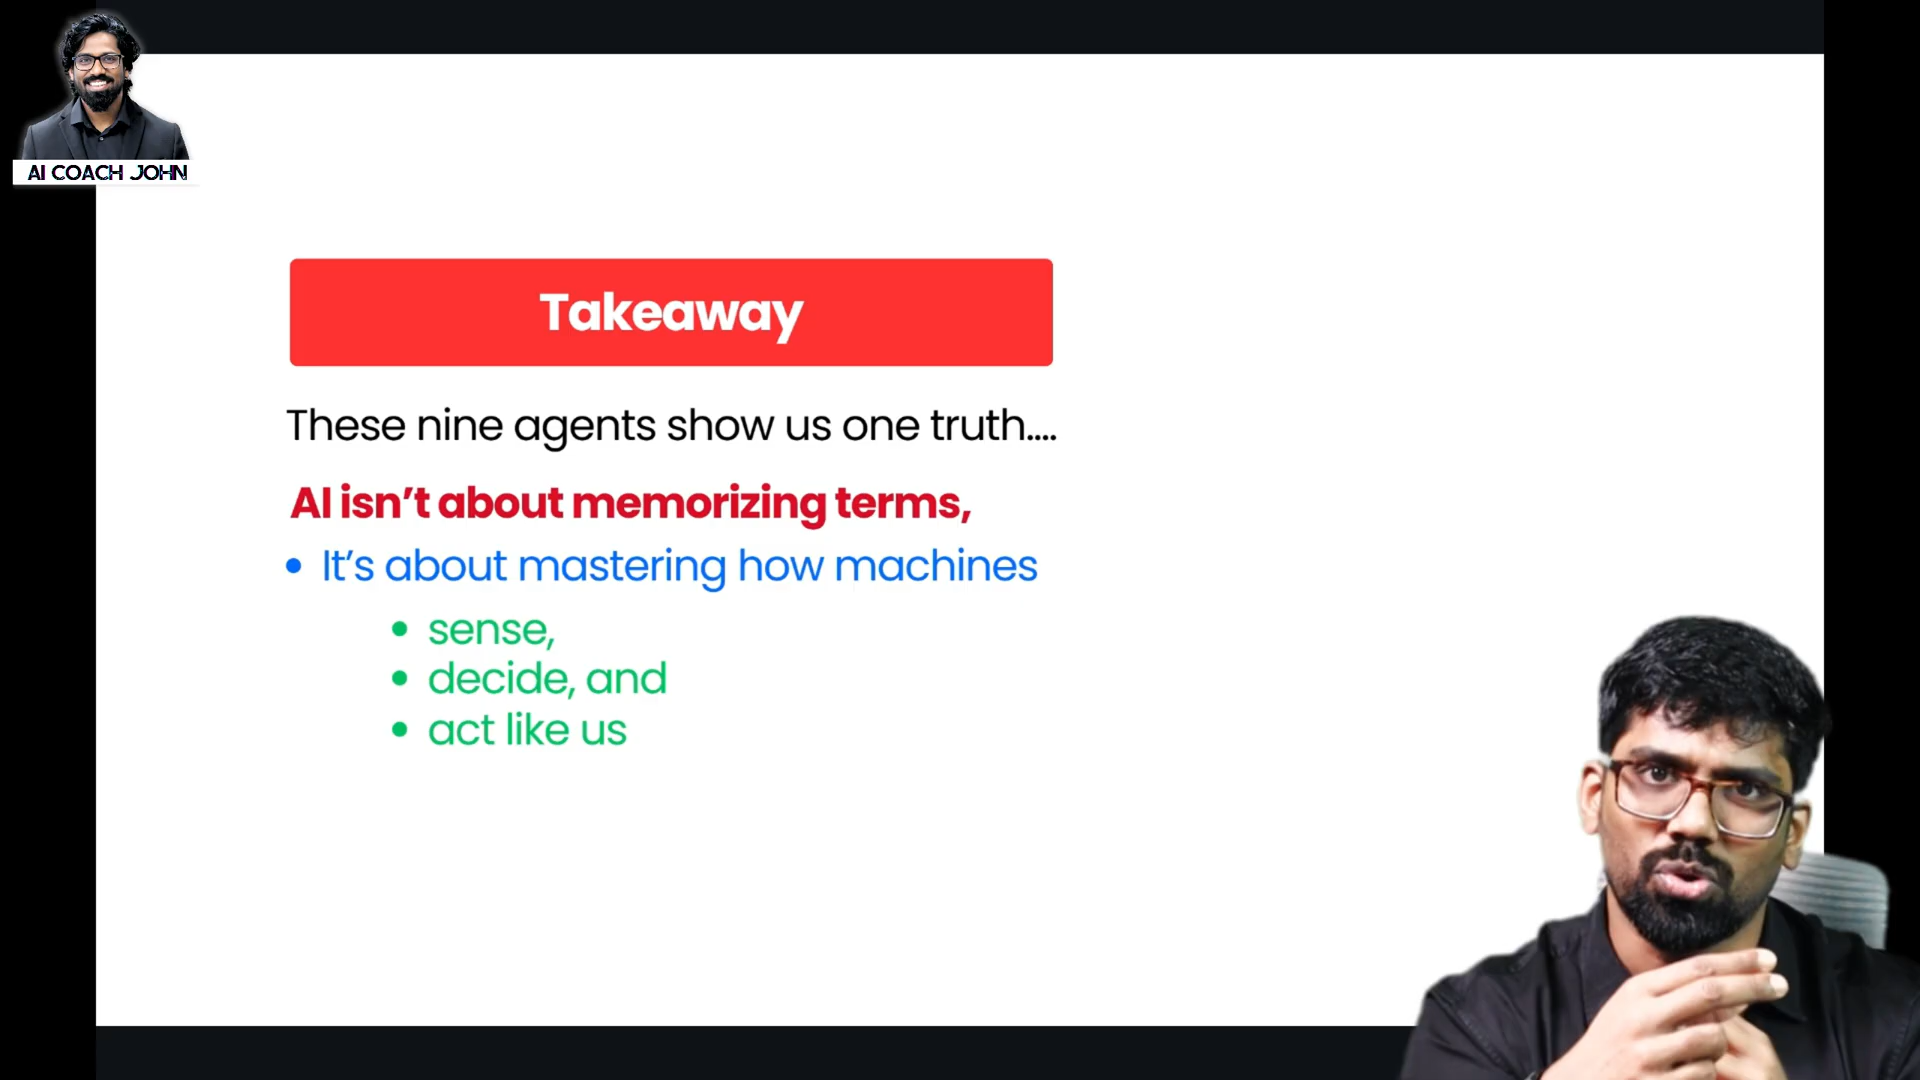 AI COACH JOHN
Takeaway
These nine agents show us one truth....
AI isn’t about memorizing terms,
• It’s about mastering how machines
• sense,
• decide, and
• act like us